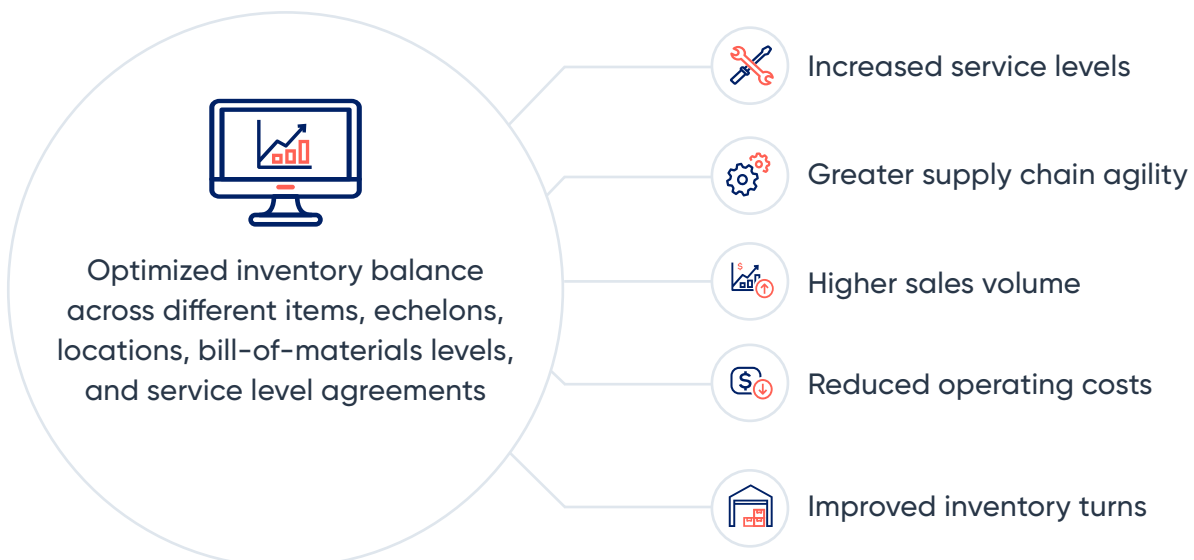 Optimized inventory balance
across different items, echelons,
locations, bill-of-materials levels,
and service level agreements
Increased service levels
Greater supply chain agility
Higher sales volume
Reduced operating costs
Improved inventory turns